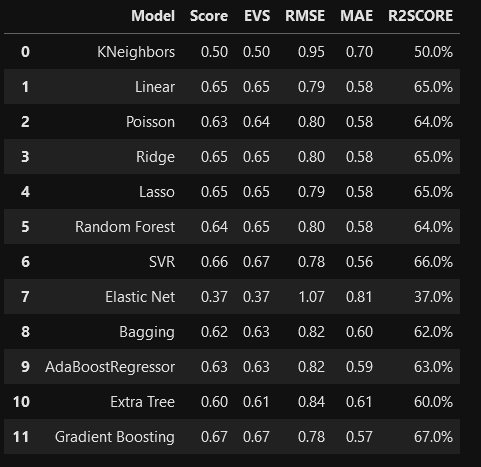 Model Score EVS RMSE MAE R2SCORE
0 KNeighbors 0.50 0.50 0.95 0.70 50.0%
1 Linear 0.65 0.65 0.79 0.58 65.0%
2 Poisson 0.63 0.64 0.80 0.58 64.0%
3 Ridge 0.65 0.65 0.80 0.58 65.0%
4 Lasso 0.65 0.65 0.79 0.58 65.0%
5 Random Forest 0.64 0.65 0.80 0.58 64.0%
6 SVR 0.66 0.67 0.78 0.56 66.0%
7 Elastic Net 0.37 0.37 1.07 0.81 37.0%
8 Bagging 0.62 0.63 0.82 0.60 62.0%
9 AdaBoostRegressor 0.63 0.63 0.82 0.59 63.0%
10 Extra Tree 0.60 0.61 0.84 0.61 60.0%
11 Gradient Boosting 0.67 0.67 0.78 0.57 67.0%